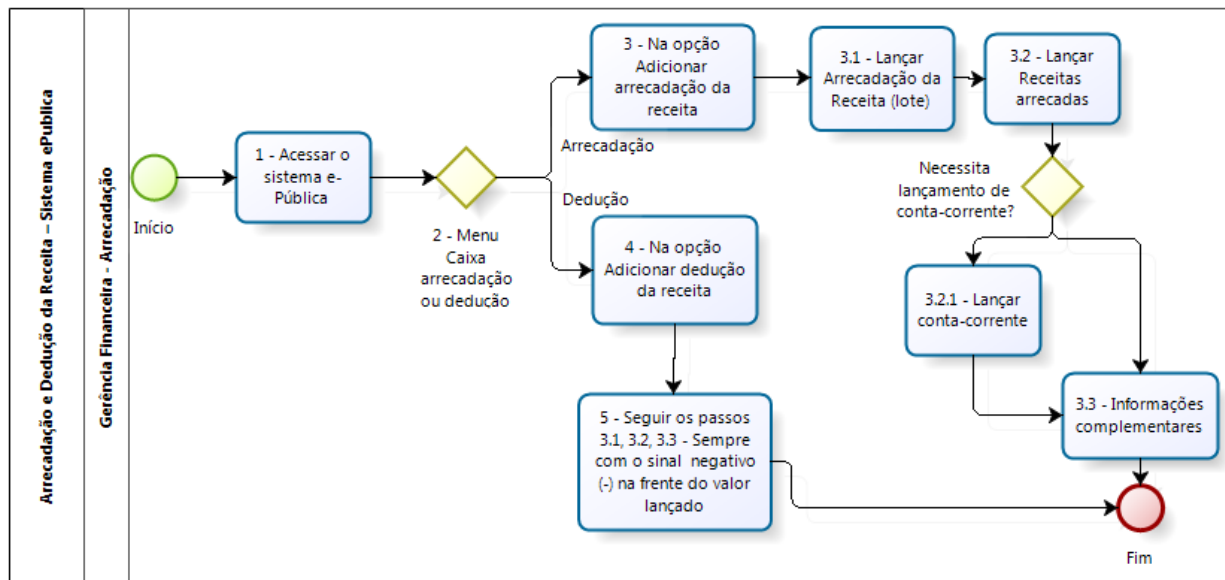 Arrecadação e Dedução da Receita – Sistema ePublica
Gerência Financeira - Arrecadação
Início
1 - Acessar o
sistema e-
Pública
2 - Menu
Caixa
arrecadação
ou dedução
Arrecadação
3 - Na opção
Adicionar
arrecadação da
receita
3.1 - Lançar
Arrecadação da
Receita (lote)
3.2 - Lançar
Receitas
arrecadas
Necessita
lançamento de
conta-corrente?
3.2.1 - Lançar
conta-corrente
3.3 - Informações
complementares
Dedução
4 - Na opção
Adicionar dedução
da receita
5 - Seguir os passos
3.1, 3.2, 3.3 - Sempre
com o sinal negativo
(-) na frente do valor
lançado
Fim